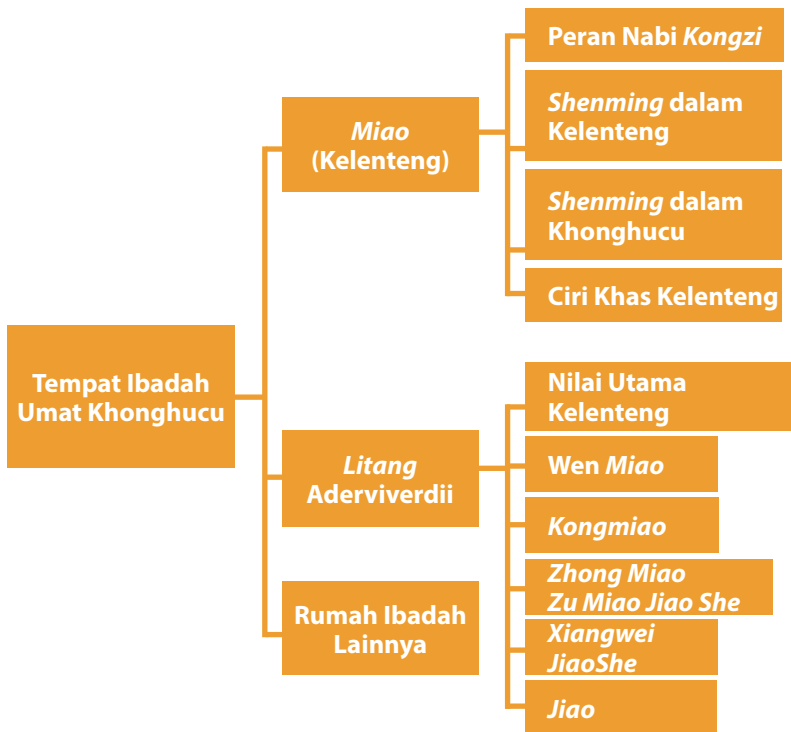 Tempat Ibadah
Umat Khonghucu
Miao
(Kelenteng)
Peran Nabi Kongzi
Shenming dalam
Kelenteng
Shenming dalam
Khonghucu
Ciri Khas Kelenteng
Litang
Aderviverdii
Nilai Utama
Kelenteng
Wen Miao
Kongmiao
Zhong Miao
Zu Miao Jiao She
Xiangwei
JiaoShe
Jiao
Rumah Ibadah
Lainnya